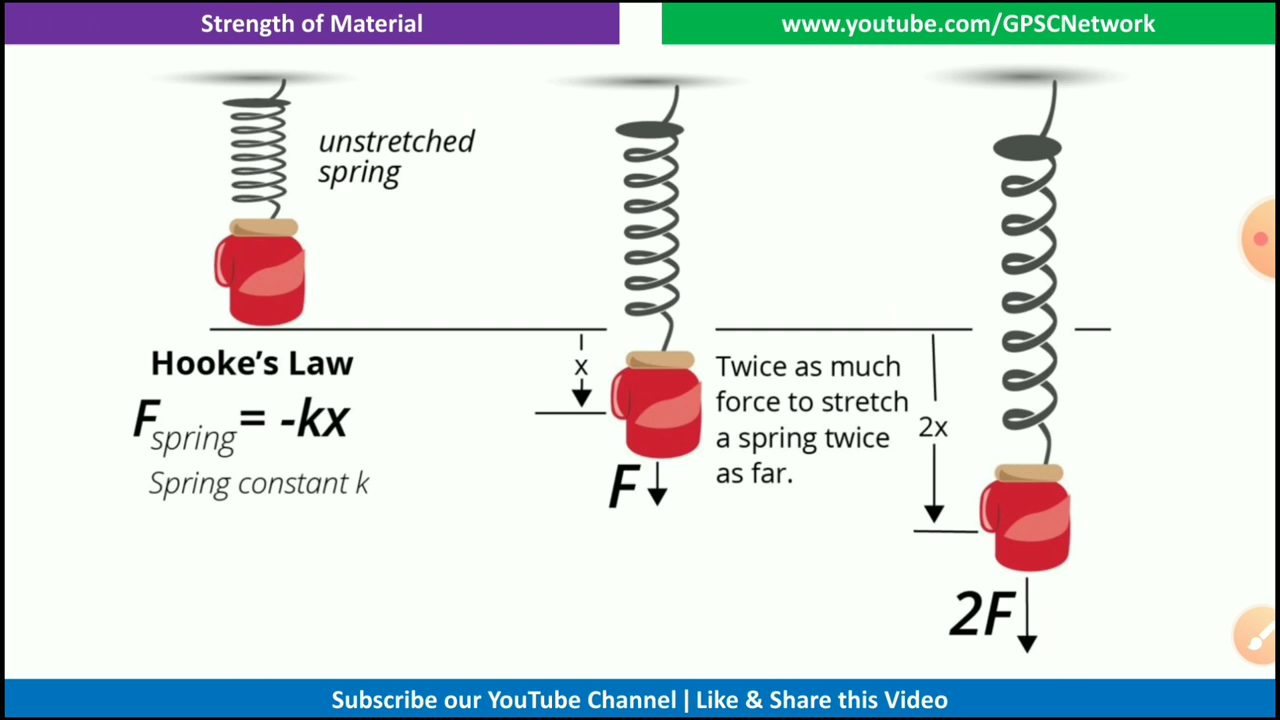 Strength of Material
www.youtube.com/GPSCNetwork
unstretched
spring
Hooke’s Law
Fspring = -kx
Spring constant k
x
F
Twice as much
force to stretch
a spring twice
as far.
2x
2F
Subscribe our YouTube Channel | Like & Share this Video